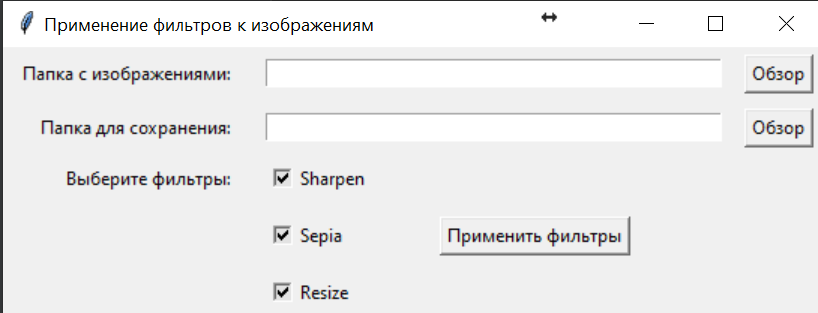 Применение фильтров к изображениям
Папка с изображениями: Обзор
Папка для сохранения: Обзор
Выберите фильтры: Sharpen
Sepia Применить фильтры
Resize